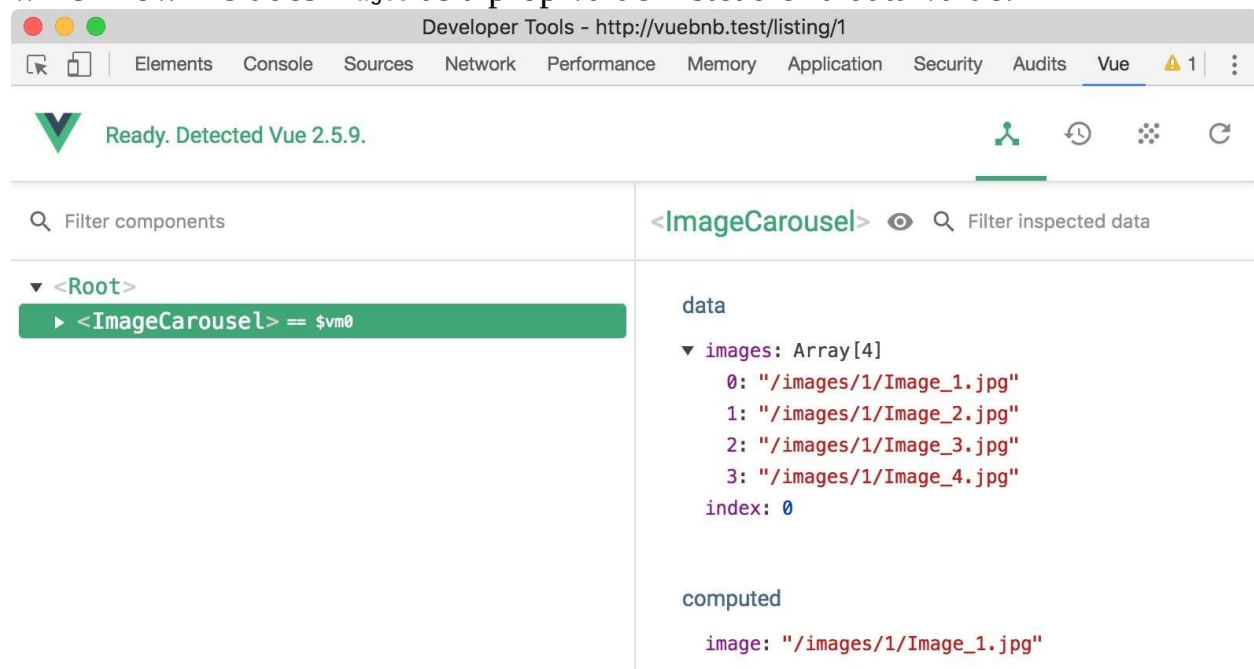 Developer Tools - http://vuebnb.test/listing/1
Elements Console Sources Network Performance Memory Application Security Audits Vue 1
Ready. Detected Vue 2.5.9.
Filter components
<ImageCarousel> Filter inspected data
<Root>
<ImageCarousel> == $vm0
data
images: Array[4]
0: "/images/1/Image_1.jpg"
1: "/images/1/Image_2.jpg"
2: "/images/1/Image_3.jpg"
3: "/images/1/Image_4.jpg"
index: 0
computed
image: "/images/1/Image_1.jpg"